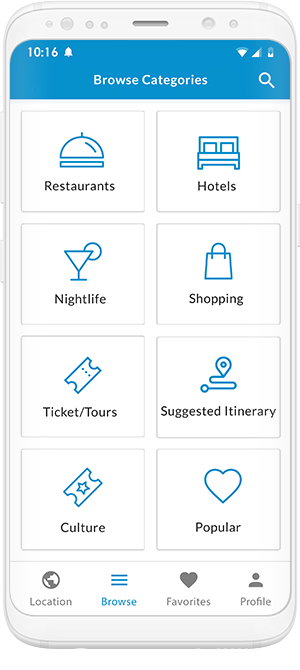 10:16
Browse Categories
Restaurants
Hotels
Nightlife
Shopping
Ticket/Tours
Suggested Itinerary
Culture
Popular
Location
Browse
Favorites
Profile